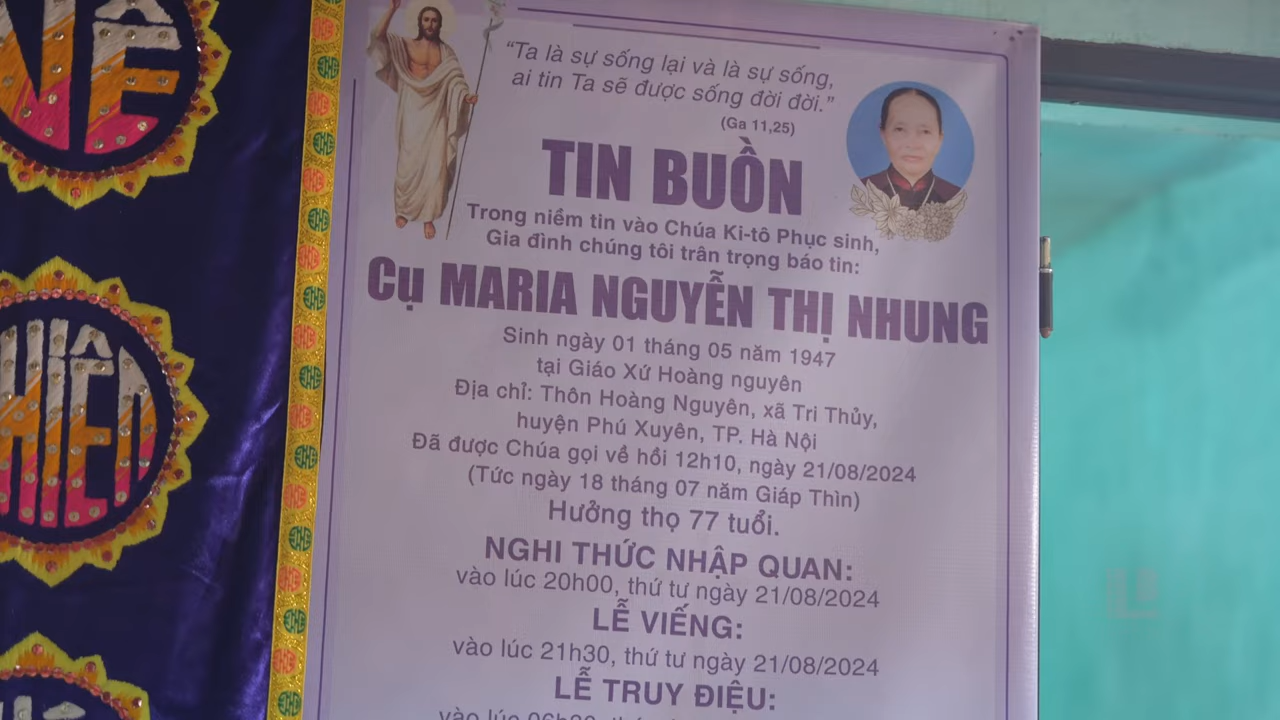 "Ta là sự sống lại và là sự sống,
ai tin Ta sẽ được sống đời đời."
(Ga 11,25)
TIN BUỒN
Trong niềm tin vào Chúa Ki-tô Phục sinh,
Gia đình chúng tôi trân trọng báo tin:
Cụ MARIA NGUYỄN THỊ NHUNG
Sinh ngày 01 tháng 05 năm 1947
tại Giáo Xứ Hoàng nguyên
Địa chỉ: Thôn Hoàng Nguyên, xã Tri Thủy,
huyện Phú Xuyên, TP. Hà Nội
Đã được Chúa gọi về hồi 12h10, ngày 21/08/2024
(Tức ngày 18 tháng 07 năm Giáp Thìn)
Hưởng thọ 77 tuổi.
NGHI THỨC NHẬP QUAN:
vào lúc 20h00, thứ tư ngày 21/08/2024
LỄ VIẾNG:
vào lúc 21h30, thứ tư ngày 21/08/2024
LỄ TRUY ĐIỆU:
vào lúc